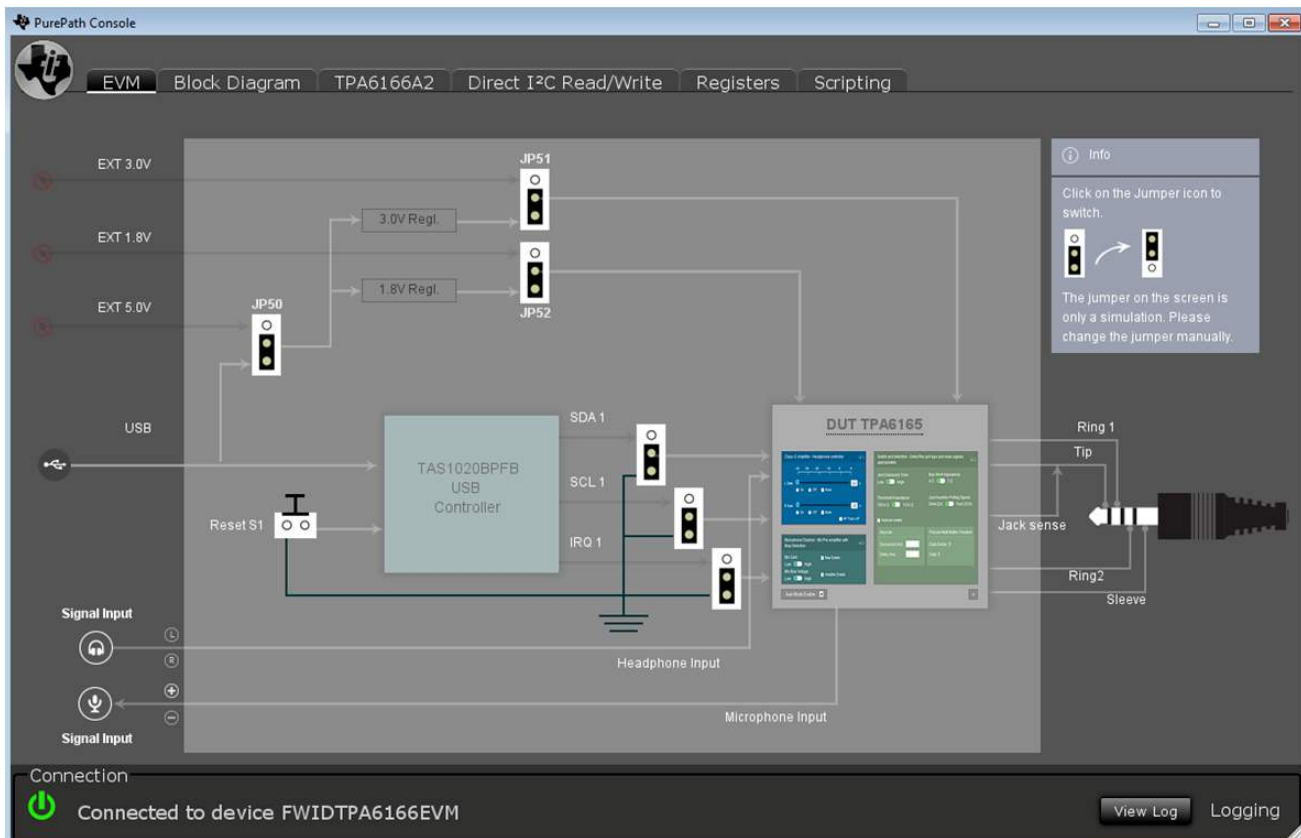 PurePath Console
EVM
Block Diagram
TPA6166A2
Direct I²C Read/Write
Registers
Scripting
EXT 3.0V
JP51
3.0V Regl.
EXT 1.8V
1.8V Regl.
JP52
EXT 5.0V
JP50
Info
Click on the Jumper icon to
switch.
The jumper on the screen is
only a simulation. Please
change the jumper manually.
USB
TAS1020BPFB
USB
Controller
SDA 1
SCL 1
IRQ 1
Reset S1
DUT TPA6165
Ring 1
Tip
Jack sense
Ring2
Sleeve
Signal Input
L
R
Headphone Input
Microphone Input
Signal Input
Connection
Connected to device FWIDTPA6166EVM
View Log
Logging